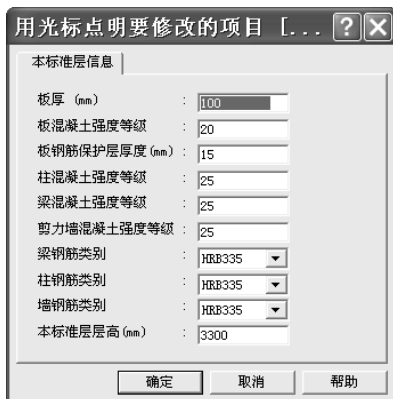 用光标点明要修改的项目 [...
本标准层信息
板厚 (mm) : 100
板混凝土强度等级 : 20
板钢筋保护层厚度(mm) : 15
柱混凝土强度等级 : 25
梁混凝土强度等级 : 25
剪力墙混凝土强度等级 : 25
梁钢筋类别 : HRB335
柱钢筋类别 : HRB335
墙钢筋类别 : HRB335
本标准层层高(mm) : 3300
确定 取消 帮助